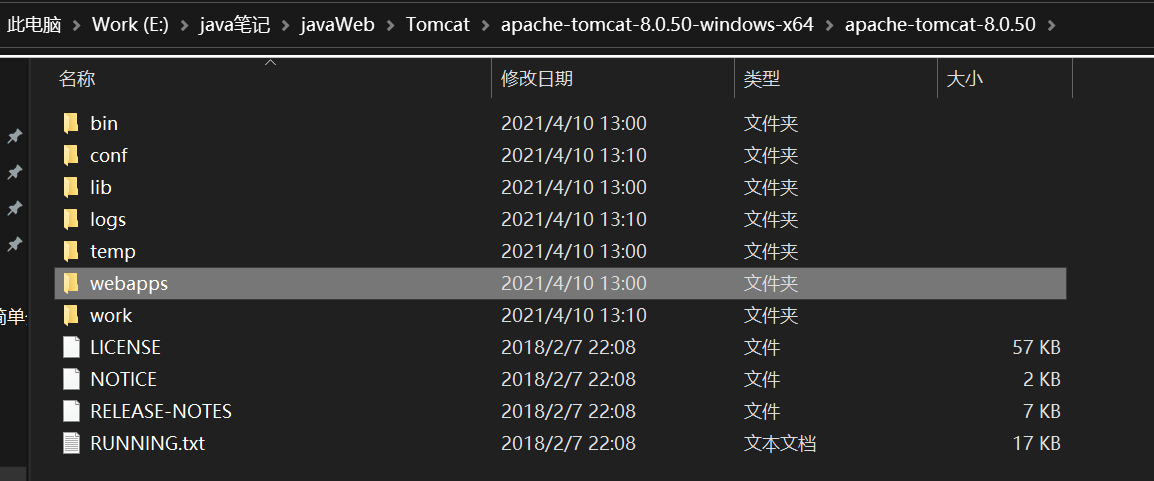 此电脑 Work (E:) java笔记 javaWeb Tomcat apache-tomcat-8.0.50-windows-x64 apache-tomcat-8.0.50
名称 修改日期 类型 大小
bin 2021/4/10 13:00 文件夹
conf 2021/4/10 13:10 文件夹
lib 2021/4/10 13:00 文件夹
logs 2021/4/10 13:10 文件夹
temp 2021/4/10 13:00 文件夹
webapps 2021/4/10 13:00 文件夹
简单
work 2021/4/10 13:10 文件夹
LICENSE 2018/2/7 22:08 文件 57 KB
NOTICE 2018/2/7 22:08 文件 2 KB
RELEASE-NOTES 2018/2/7 22:08 文件 7 KB
RUNNING.txt 2018/2/7 22:08 文本文档 17 KB